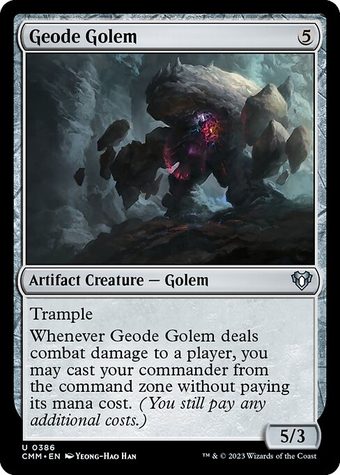 Geode Golem 5
Artifact Creature — Golem
Trample
Whenever Geode Golem deals
combat damage to a player, you
may cast your commander from
the command zone without paying
its mana cost. (You still pay any
additional costs.)
5/3
U 0386
CMM • EN Yeong-Hao Han
™ & © 2023 Wizards of the Coast